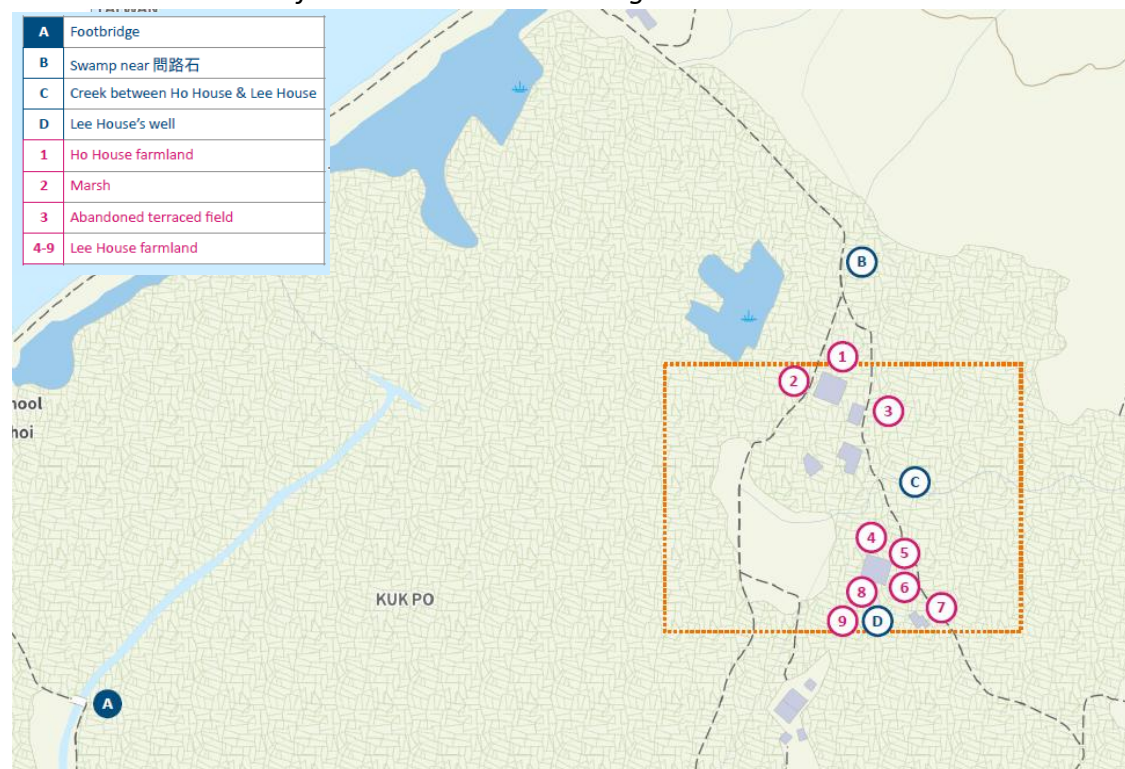 A Footbridge
B Swamp near 問路石
C Creek between Ho House & Lee House
D Lee House's well
1 Ho House farmland
2 Marsh
3 Abandoned terraced field
4-9 Lee House farmland
B
1
2
3
C
4
5
6
7
8
9
D
KUK PO
A